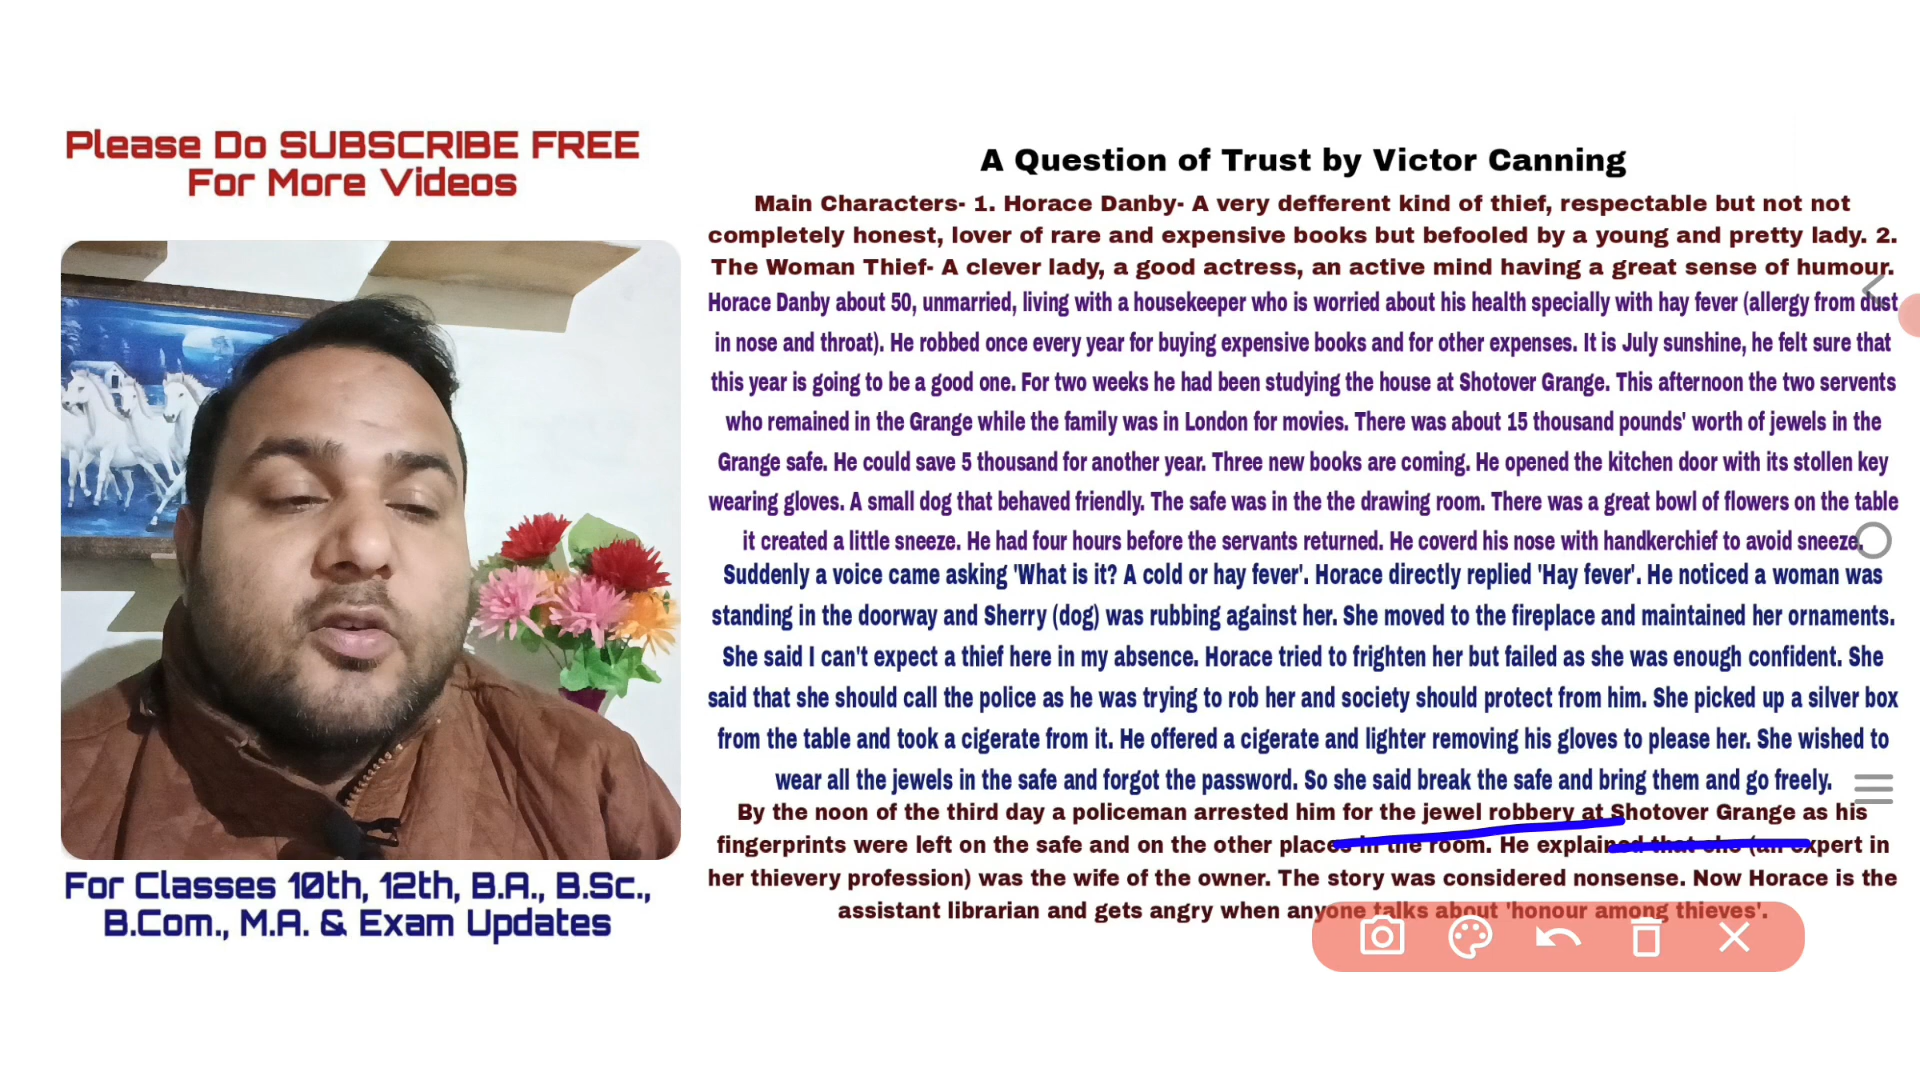 Please Do SUBSCRIBE FREE
For More Videos
A Question of Trust by Victor Canning
Main Characters- 1. Horace Danby- A very defferent kind of thief, respectable but not not
completely honest, lover of rare and expensive books but befooled by a young and pretty lady. 2.
The Woman Thief- A clever lady, a good actress, an active mind having a great sense of humour.
Horace Danby about 50, unmarried, living with a housekeeper who is worried about his health specially with hay fever (allergy from dust
in nose and throat). He robbed once every year for buying expensive books and for other expenses. It is July sunshine, he felt sure that
this year is going to be a good one. For two weeks he had been studying the house at Shotover Grange. This afternoon the two servents
who remained in the Grange while the family was in London for movies. There was about 15 thousand pounds' worth of jewels in the
Grange safe. He could save 5 thousand for another year. Three new books are coming. He opened the kitchen door with its stollen key
wearing gloves. A small dog that behaved friendly. The safe was in the the drawing room. There was a great bowl of flowers on the table
it created a little sneeze. He had four hours before the servants returned. He coverd his nose with handkerchief to avoid sneeze.
Suddenly a voice came asking 'What is it? A cold or hay fever'. Horace directly replied 'Hay fever'. He noticed a woman was
standing in the doorway and Sherry (dog) was rubbing against her. She moved to the fireplace and maintained her ornaments.
She said I can't expect a thief here in my absence. Horace tried to frighten her but failed as she was enough confident. She
said that she should call the police as he was trying to rob her and society should protect from him. She picked up a silver box
from the table and took a cigerate from it. He offered a cigerate and lighter removing his gloves to please her. She wished to
wear all the jewels in the safe and forgot the password. So she said break the safe and bring them and go freely.
By the noon of the third day a policeman arrested him for the jewel robbery at Shotover Grange as his
fingerprints were left on the safe and on the other places in the room. He explained that she (an expert in
her thievery profession) was the wife of the owner. The story was considered nonsense. Now Horace is the
assistant librarian and gets angry when anyone talks about 'honour among thieves'.
For Classes 10th, 12th, B.A., B.Sc.,
B.Com., M.A. & Exam Updates